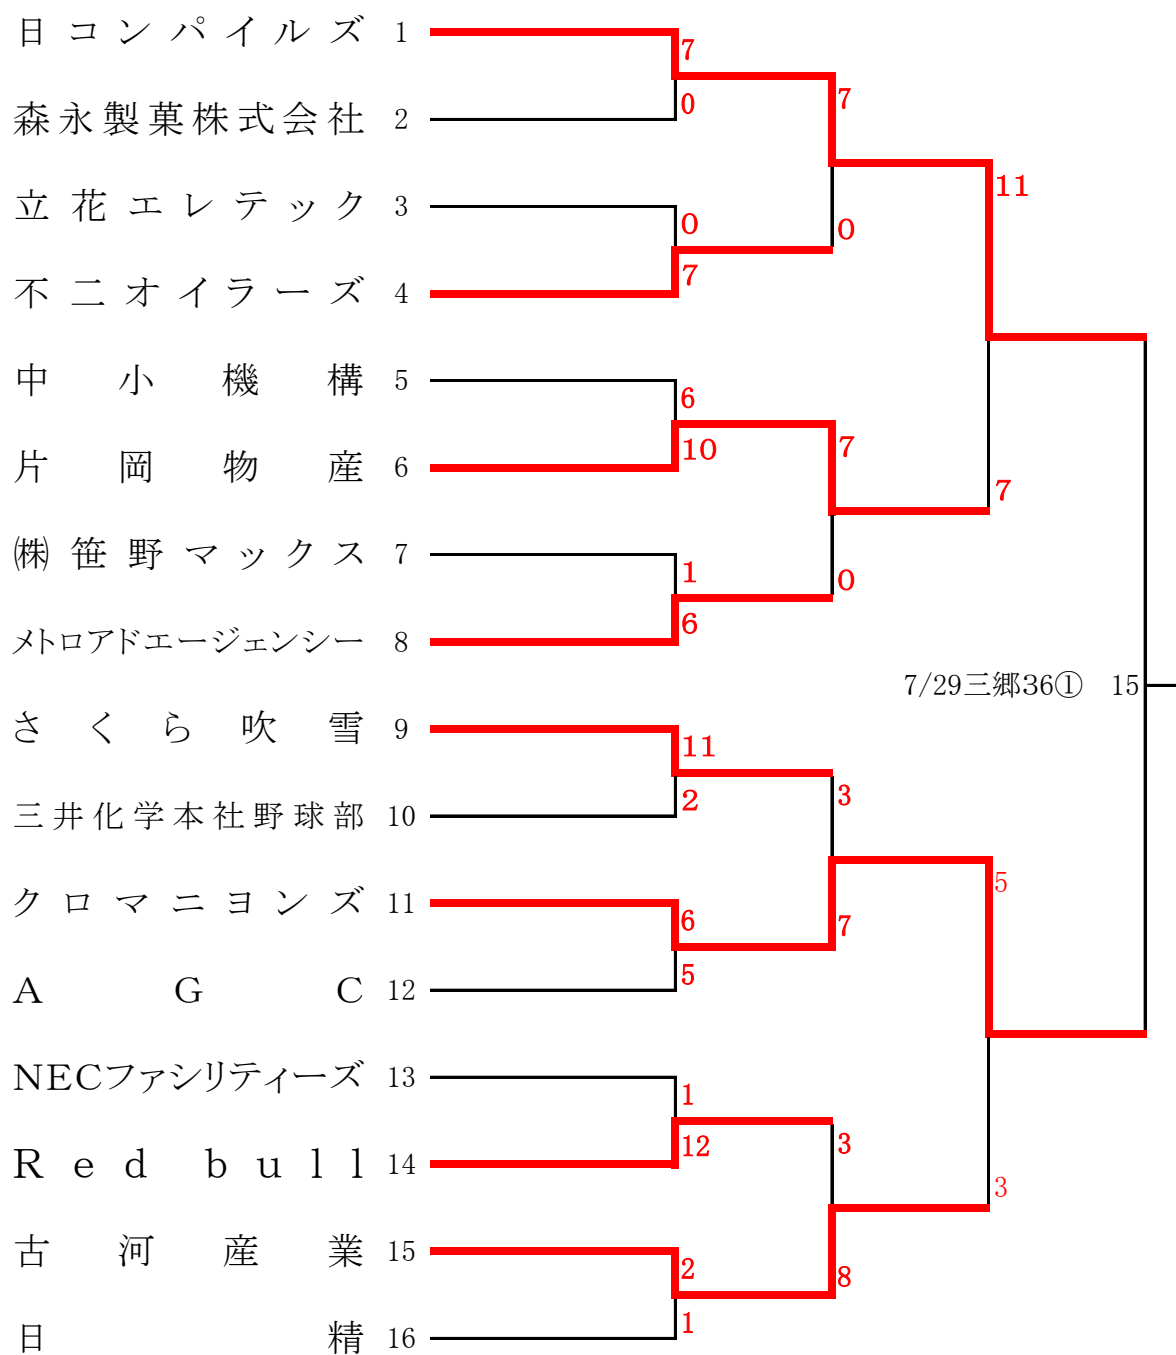 日コンパイルズ 1
7
0
7
森永製菓株式会社 2
11
立花エレテック 3
0
7
0
不二オイラーズ 4
中小機構 5
6
10
7
片岡物産 6
7
㈱笹野マックス 7
1
6
0
メトロアドエージェンシー 8
7/29三郷36① 15
さくら吹雪 9
11
2
3
三井化学本社野球部 10
5
クロマニヨンズ 11
6
5
7
AGC 12
NECファシリティーズ 13
1
12
3
Red bull 14
3
古河産業 15
2
1
8
日精 16